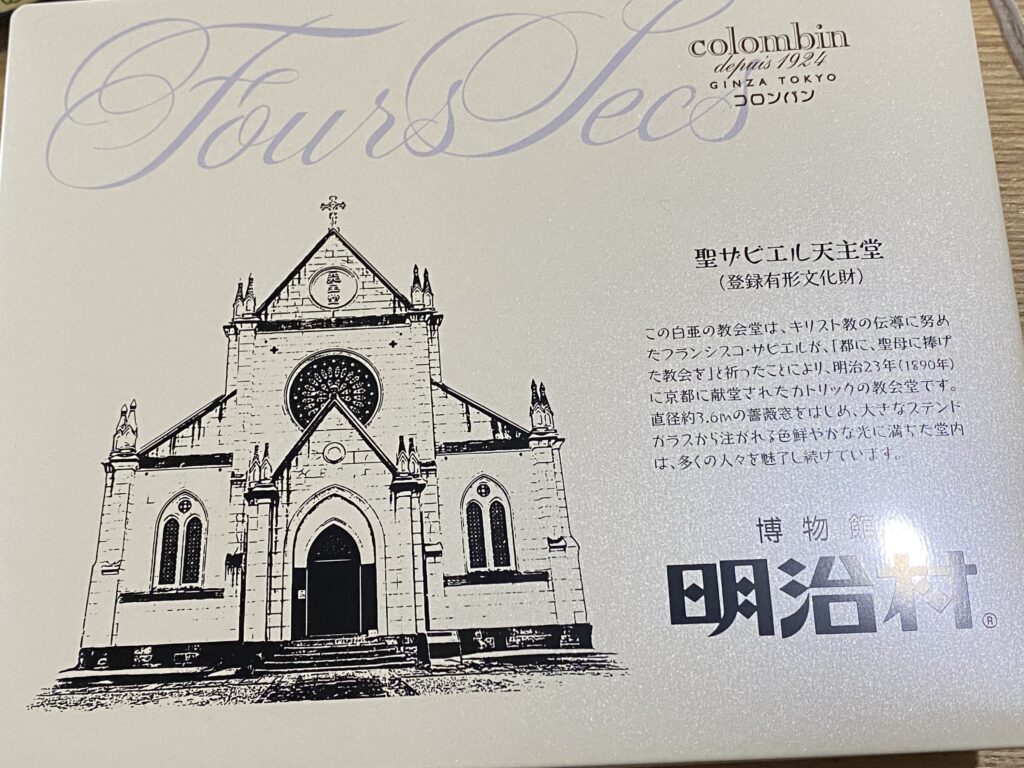 Fours Secs
colombin
depuis 1924
GINZA TOKYO
コロンバン
天主堂
聖ザビエル天主堂
(登録有形文化財)
この白亜の教会堂は、キリスト教の伝導に努め
たフランシスコ・ザビエルが、「都に、聖母に捧げ
た教会を」と祈ったことにより、明治23年(1890年)
に京都に献堂されたカトリックの教会堂です。
直径約3.6mの薔薇窓をはじめ、大きなステンド
ガラスから注がれる色鮮やかな光に満ちた堂内
は、多くの人々を魅了し続けています。
博物館
明治村®